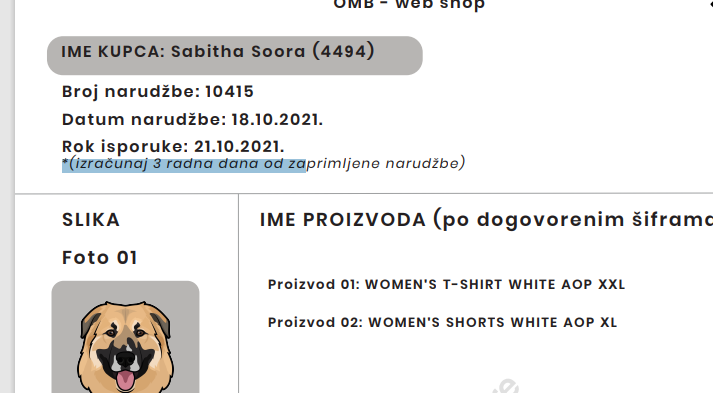 OMB - web shop
IME KUPCA: Sabitha Soora (4494)
Broj narudžbe: 10415
Datum narudžbe: 18.10.2021.
Rok isporuke: 21.10.2021.
*(izračunaj 3 radna dana od zaprimljene narudžbe)
SLIKA
IME PROIZVODA (po dogovorenim šiframa
Foto 01
Proizvod 01: WOMEN'S T-SHIRT WHITE AOP XXL
Proizvod 02: WOMEN'S SHORTS WHITE AOP XL